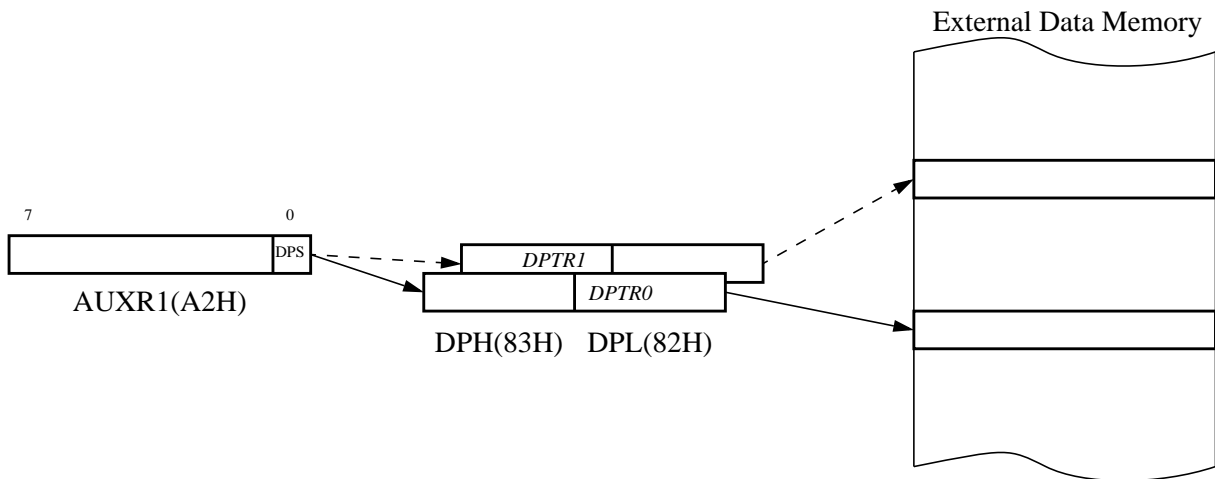 External Data Memory
7 0
DPS
AUXR1(A2H)
DPTR1
DPTR0
DPH(83H) DPL(82H)